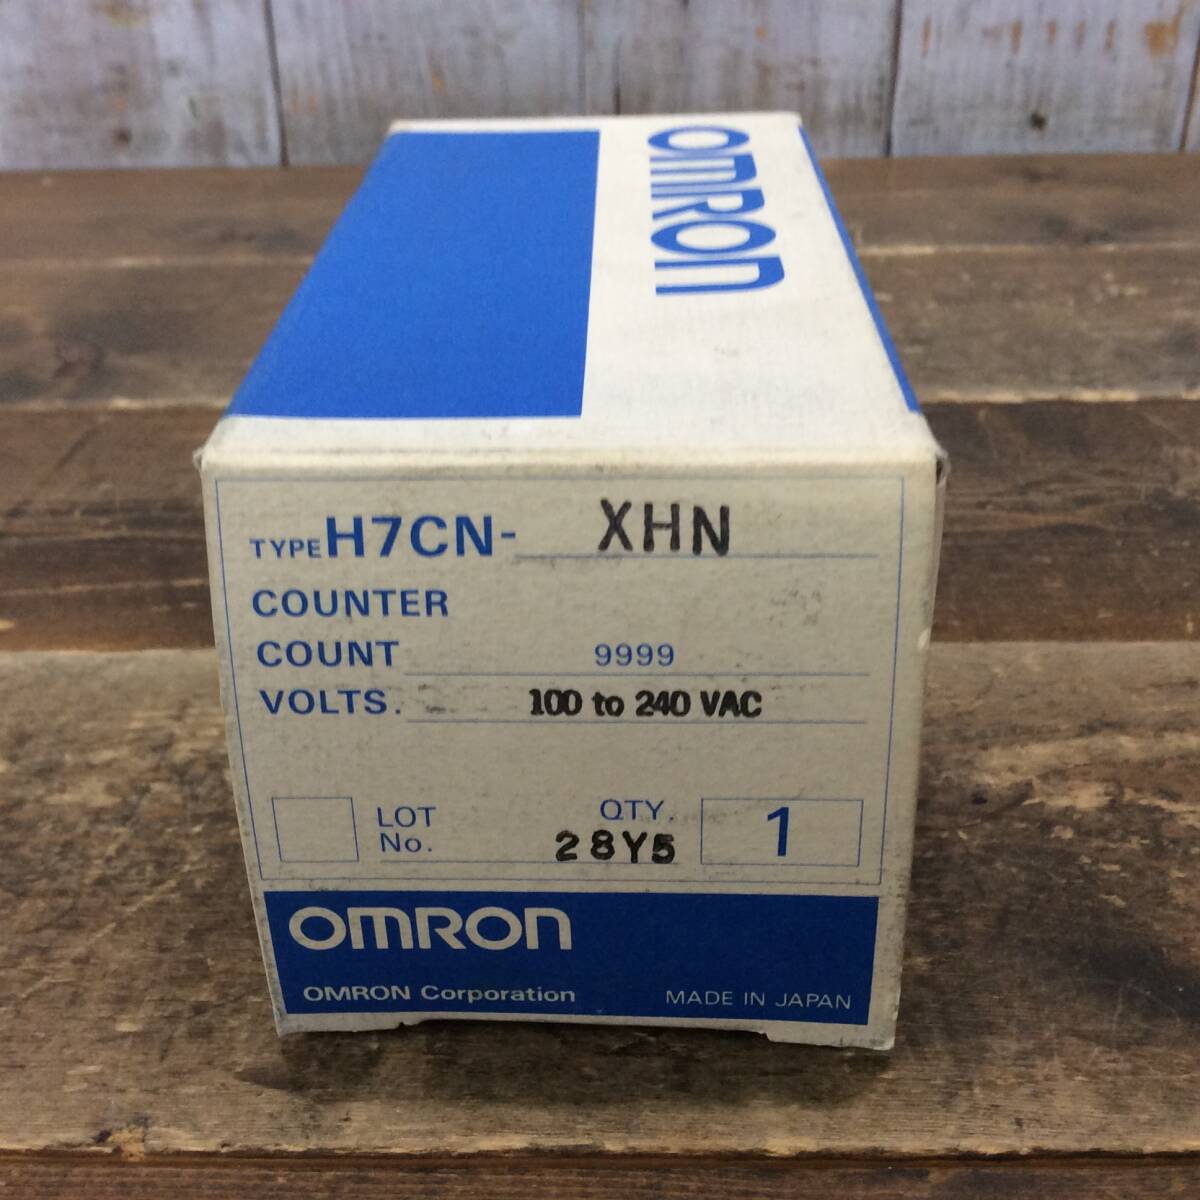 OMRON
TYPE H7CN- XHN
COUNTER
COUNT 9999
VOLTS. 100 to 240 VAC
LOT No. 28Y5 QTY. 1
OMRON
OMRON Corporation MADE IN JAPAN